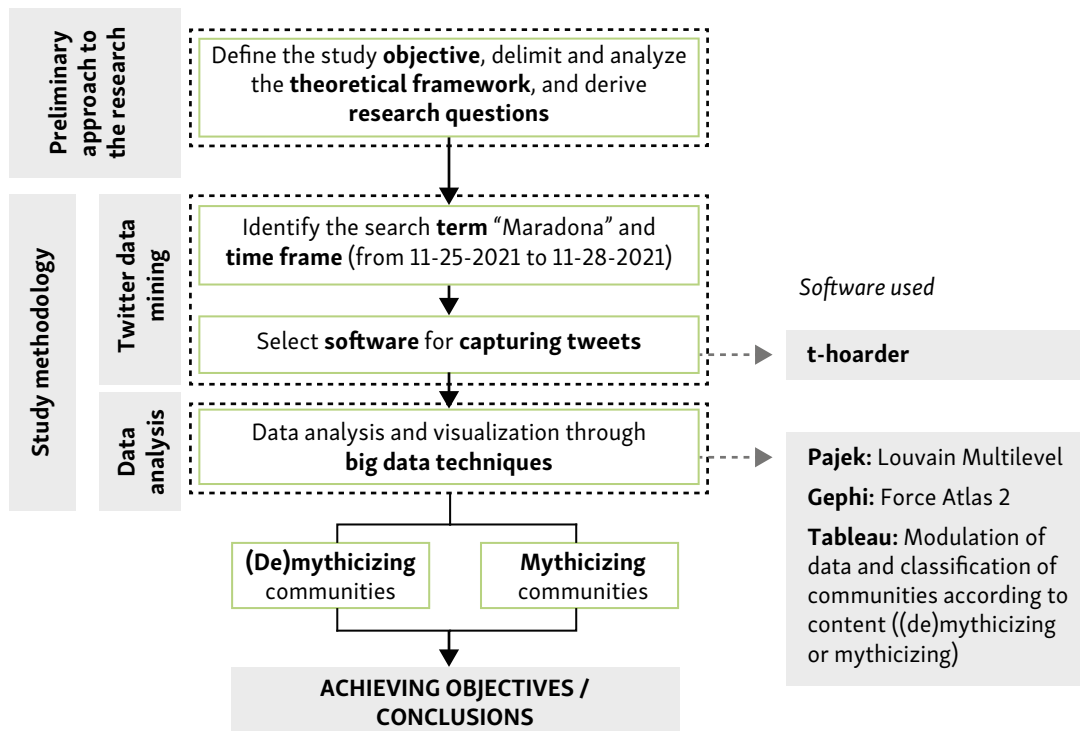 Preliminary
approach to
the research
Define the study objective, delimit and analyze
the theoretical framework, and derive
research questions
Study methodology
Twitter data
mining
Identify the search term “Maradona” and
time frame (from 11-25-2021 to 11-28-2021)
Select software for capturing tweets
Software used
t-hoarder
Data
analysis
Data analysis and visualization through
big data techniques
Pajek: Louvain Multilevel
Gephi: Force Atlas 2
Tableau: Modulation of
data and classification of
communities according to
content ((de)mythicizing
or mythicizing)
(De)mythicizing
communities
Mythicizing
communities
ACHIEVING OBJECTIVES /
CONCLUSIONS